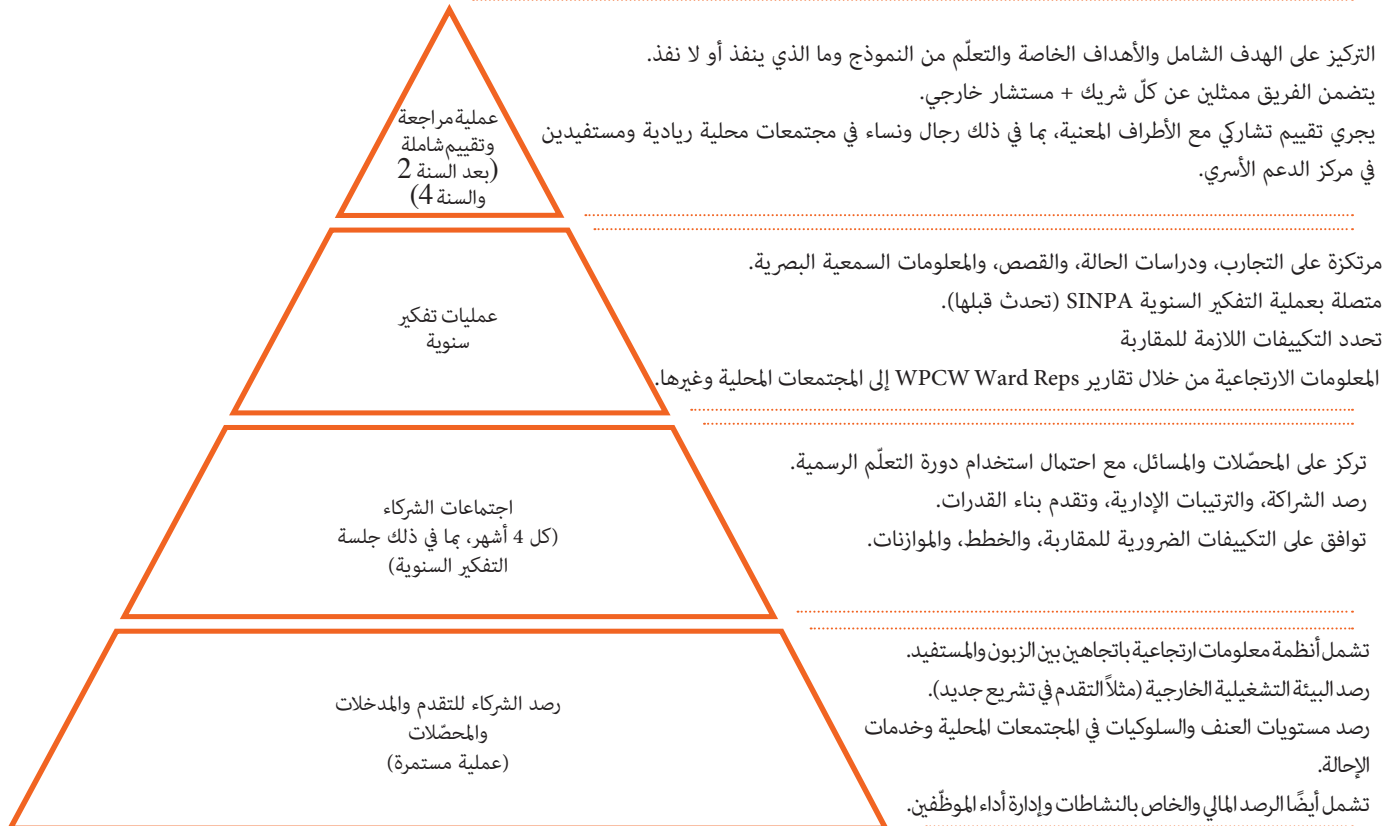 التركيز على الهدف الشامل والأهداف الخاصة والتعلّم من النموذج وما الذي ينفذ أو لا نفذ.
يتضمن الفريق ممثلين عن كلّ شريك + مستشار خارجي.
يجري تقييم تشاركي مع الأطراف المعنية، بما في ذلك رجال ونساء في مجتمعات محلية ريادية ومستفيدين
في مركز الدعم الأسري.
عملية مراجعة
وتقييم شاملة
(بعد السنة 2
والسنة 4)
مرتكزة على التجارب، ودراسات الحالة، والقصص، والمعلومات السمعية البصرية.
متصلة بعملية التفكير السنوية SINPA (تحدث قبلها).
تحدد التكييفات اللازمة للمقاربة
المعلومات الارتجاعية من خلال تقارير WPCW Ward Reps إلى المجتمعات المحلية وغيرها.
عمليات تفكير
سنوية
تركز على المحصّلات والمسائل، مع احتمال استخدام دورة التعلّم الرسمية.
رصد الشراكة، والترتيبات الإدارية، وتقدم بناء القدرات.
توافق على التكييفات الضرورية للمقاربة، والخطط، والموازنات.
اجتماعات الشركاء
(كل 4 أشهر، بما في ذلك جلسة
التفكير السنوية)
تشمل أنظمة معلومات ارتجاعية باتجاهين بين الزبون والمستفيد.
رصد البيئة التشغيلية الخارجية (مثلاً التقدم في تشريع جديد).
رصد مستويات العنف والسلوكيات في المجتمعات المحلية وخدمات
الإحالة.
تشمل أيضًا الرصد المالي والخاص بالنشاطات وإدارة أداء الموظّفين.
رصد الشركاء للتقدم والمدخلات
والمحصّلات
(عملية مستمرة)